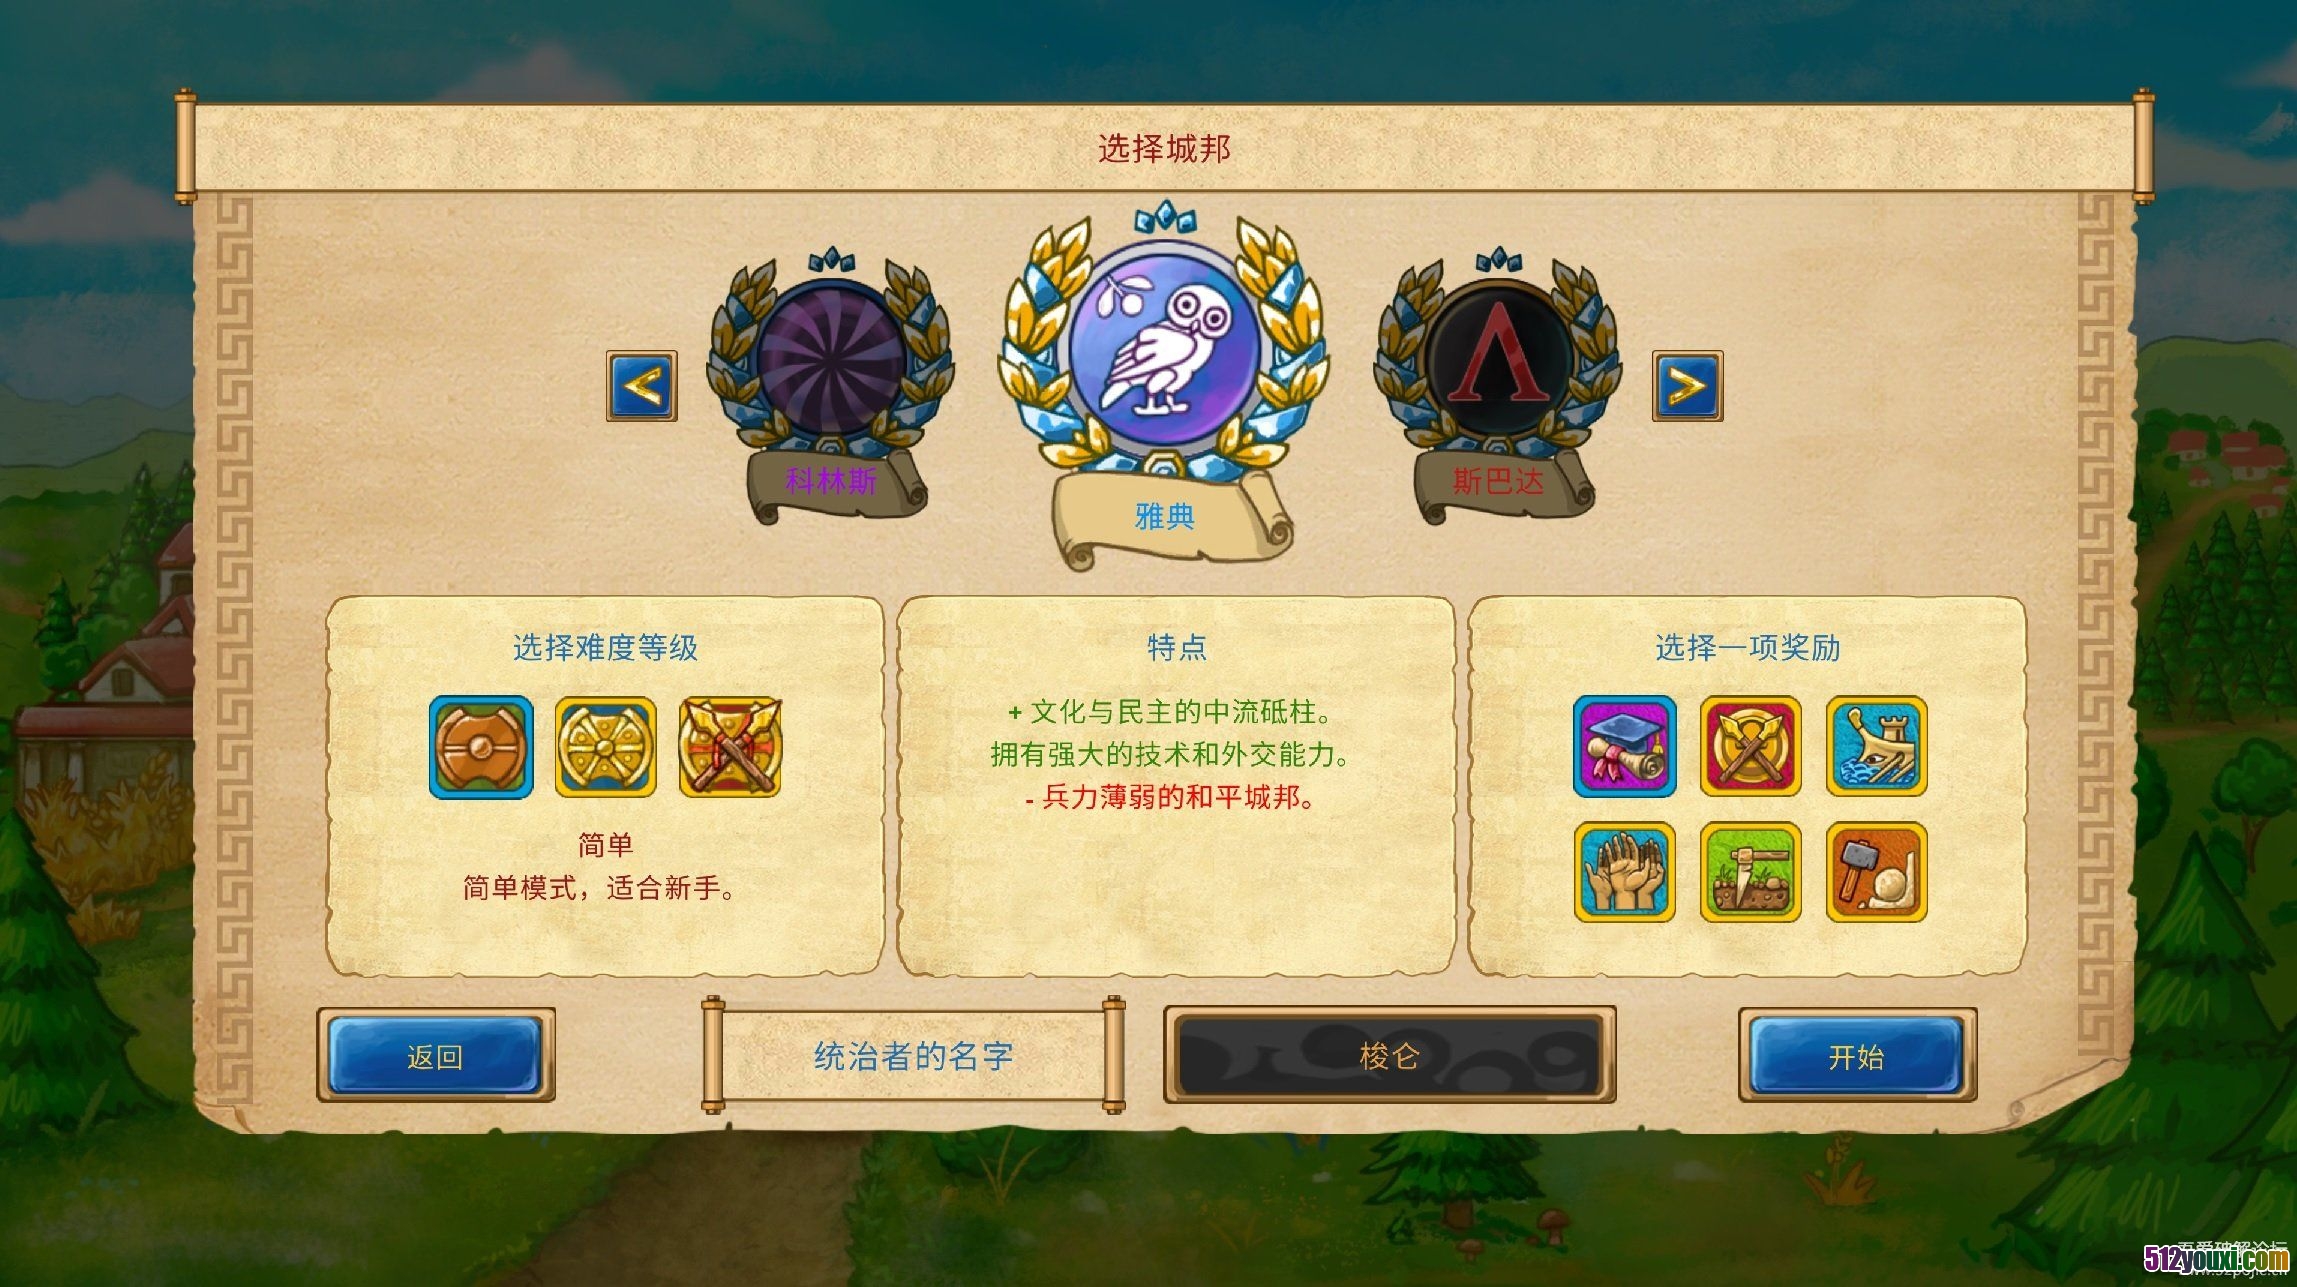 选择城邦
科林斯
雅典
斯巴达
选择难度等级
简单
简单模式，适合新手。
特点
+ 文化与民主的中流砥柱。
拥有强大的技术和外交能力。
- 兵力薄弱的和平城邦。
选择一项奖励
返回
统治者的名字
梭仑
开始
512youxi.com